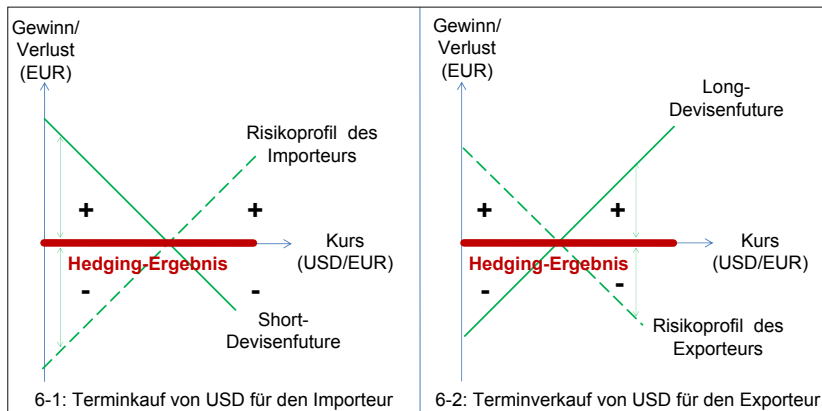 Gewinn/
Verlust
(EUR)
Risikoprofil des
Importeurs
+
+
Kurs
(USD/EUR)
Hedging-Ergebnis
-
-
Short-
Devisenfuture
6-1: Terminkauf von USD für den Importeur
Gewinn/
Verlust
(EUR)
Long-
Devisenfuture
+
+
Kurs
(USD/EUR)
Hedging-Ergebnis
-
-
Risikoprofil des
Exporteurs
6-2: Terminverkauf von USD für den Exporteur